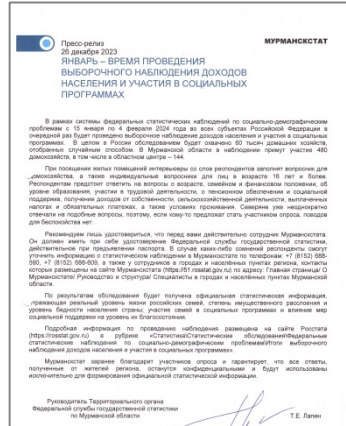 МУРМАНСКСТАТ
Пресс-релиз
26 декабря 2023
ЯНВАРЬ – ВРЕМЯ ПРОВЕДЕНИЯ
ВЫБОРОЧНОГО НАБЛЮДЕНИЯ ДОХОДОВ
НАСЕЛЕНИЯ И УЧАСТИЯ В СОЦИАЛЬНЫХ
ПРОГРАММАХ
В рамках системы федеральных статистических наблюдений по социально-демографическим
проблемам с 15 января по 4 февраля 2024 года во всех субъектах Российской Федерации в
очередной раз будет проведено выборочное наблюдение доходов населения и участия в социальных
программах. В целом в России обследованием будет охвачено 60 тысяч домашних хозяйств,
отобранных случайным способом. В Мурманской области в наблюдении примут участия 480
домохозяйств, в том числе в областном центре – 144.
При посещении жилых помещений интервьюеры со слов респондентов заполнят вопросник для
домохозяйства, а также индивидуальные вопросники для лиц в возрасте 16 лет и более.
Респондентам предстоит ответить на вопросы о возрасте, семейном и финансовом положении, об
уровне образования, участии в трудовой деятельности, о пенсионном обеспечении и социальной
поддержке, получении доходов от собственности, сельскохозяйственной деятельности, выплаченных
налогах и обязательных платежах, а также условиях проживания. Северяне уже неоднократно
отвечали на подобные вопросы, поэтому, если кому-то предложат стать участником опроса, поводов
для беспокойства нет.
Рекомендуем лишь удостовериться, что перед вами действительно сотрудник Мурманскстата.
Он должен иметь при себе удостоверение Федеральной службы государственной статистики,
действительное при предъявлении паспорта. В случае каких-либо сомнений респонденты смогут
уточнить информацию о статистическом наблюдении в Мурманскстате по телефонам: +7 (8152) 688-
590, +7 (8152) 688-609, а также у сотрудников в городах и населённых пунктах региона, контакты
которых размещены на сайте Мурманскстата (https://51.rosstat.gov.ru) по адресу: Главная страница/ О
Мурманскстате/ Руководство и структура/ Специалисты в городах и населённых пунктах Мурманской
области.
По результатам обследования будет получена официальная статистическая информация,
отражающая реальный уровень жизни российских семей, степень имущественного расслоения и
уровень бедности населения страны, участие семей в социальных программах и влияние мер
социальной поддержки на уровень их благосостояния.
Подробная информация по проведению наблюдения размещена на сайте Росстата
(https://rosstat.gov.ru) в рубрике «Статистика\Статистические обследования\Федеральные
статистические наблюдения по социально-демографическим проблемам\Итоги выборочного
наблюдения доходов населения и участия в социальных программах».
Мурманскстат заранее благодарит участников опроса и гарантирует, что все ответы,
полученные от жителей региона, останутся конфиденциальными и будут использованы
исключительно для формирования официальной статистической информации.
Руководитель Территориального органа
Федеральной службы государственной статистики
по Мурманской области
Т.Е. Лапин